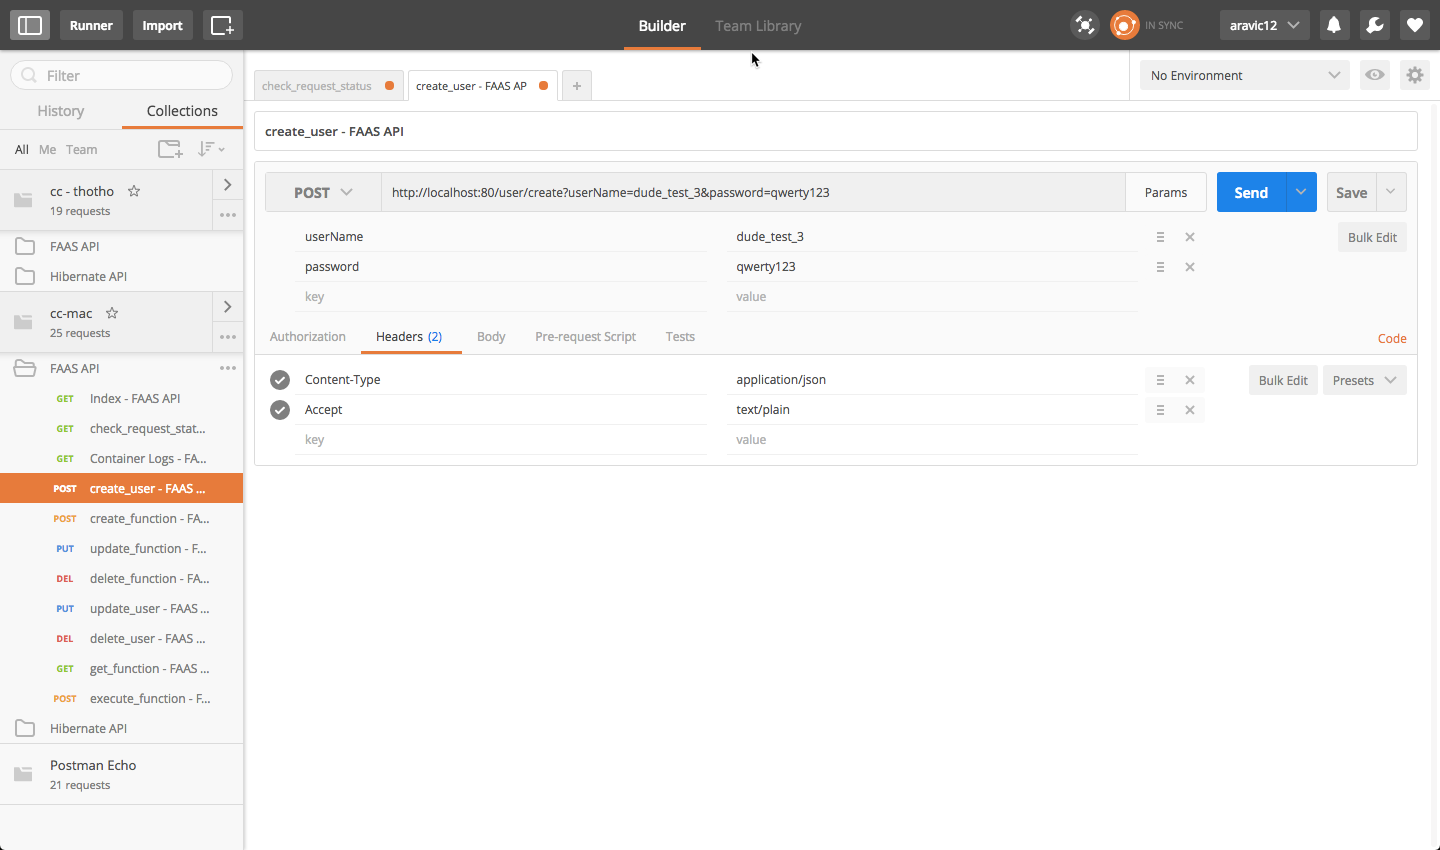 Runner
Import
Builder
Team Library
IN SYNC
aravic12
Filter
History
Collections
All
Me
Team
cc - thotho
19 requests
FAAS API
Hibernate API
cc-mac
25 requests
FAAS API
GET Index - FAAS API
GET check_request_stat...
GET Container Logs - FA...
POST create_user - FAAS ...
POST create_function - FA...
PUT update_function - F...
DEL delete_function - FA...
PUT update_user - FAAS ...
DEL delete_user - FAAS ...
GET get_function - FAAS ...
POST execute_function - F...
Hibernate API
Postman Echo
21 requests
check_request_status
create_user - FAAS AP
+
No Environment
create_user - FAAS API
POST
http://localhost:80/user/create?userName=dude_test_3&password=qwerty123
Params
Send
Save
userName dude_test_3
Bulk Edit
password qwerty123
key value
Authorization
Headers (2)
Body
Pre-request Script
Tests
Code
Content-Type application/json
Bulk Edit
Presets
Accept text/plain
key value